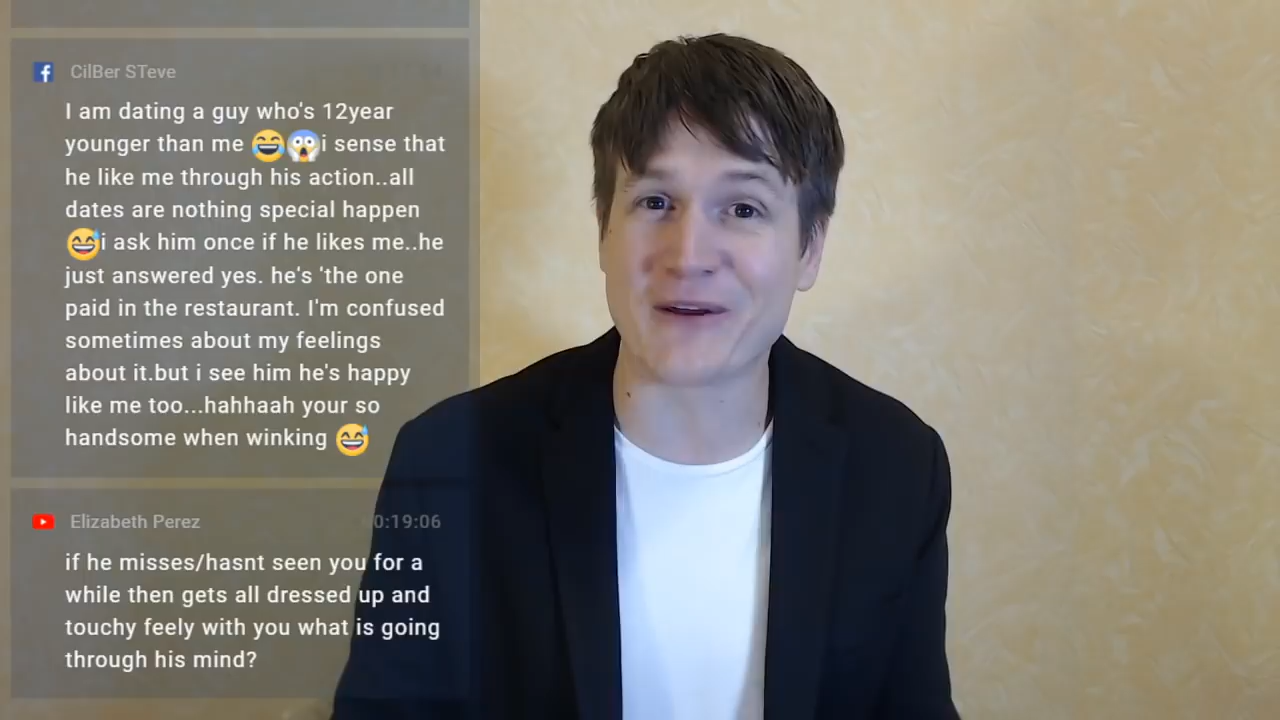 CilBer STeve
I am dating a guy who's 12year
younger than me 😂😱i sense that
he like me through his action..all
dates are nothing special happen
😅i ask him once if he likes me..he
just answered yes. he's 'the one
paid in the restaurant. I'm confused
sometimes about my feelings
about it.but i see him he's happy
like me too...hahhaah your so
handsome when winking 😅
Elizabeth Perez 00:19:06
if he misses/hasnt seen you for a
while then gets all dressed up and
touchy feely with you what is going
through his mind?